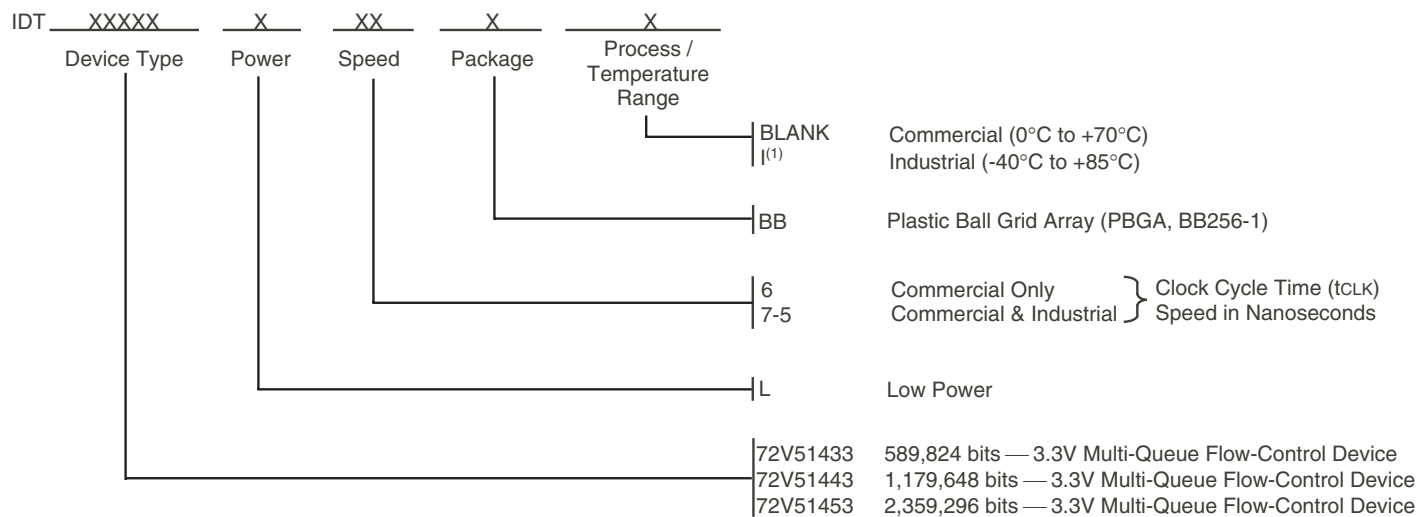 IDT XXXXX X XX X X
Device Type Power Speed Package Process /
Temperature
Range
BLANK Commercial (0°C to +70°C)
I(1) Industrial (-40°C to +85°C)
BB Plastic Ball Grid Array (PBGA, BB256-1)
6 Commercial Only
7-5 Commercial & Industrial
Clock Cycle Time (tCLK)
Speed in Nanoseconds
L Low Power
72V51433 589,824 bits — 3.3V Multi-Queue Flow-Control Device
72V51443 1,179,648 bits — 3.3V Multi-Queue Flow-Control Device
72V51453 2,359,296 bits — 3.3V Multi-Queue Flow-Control Device